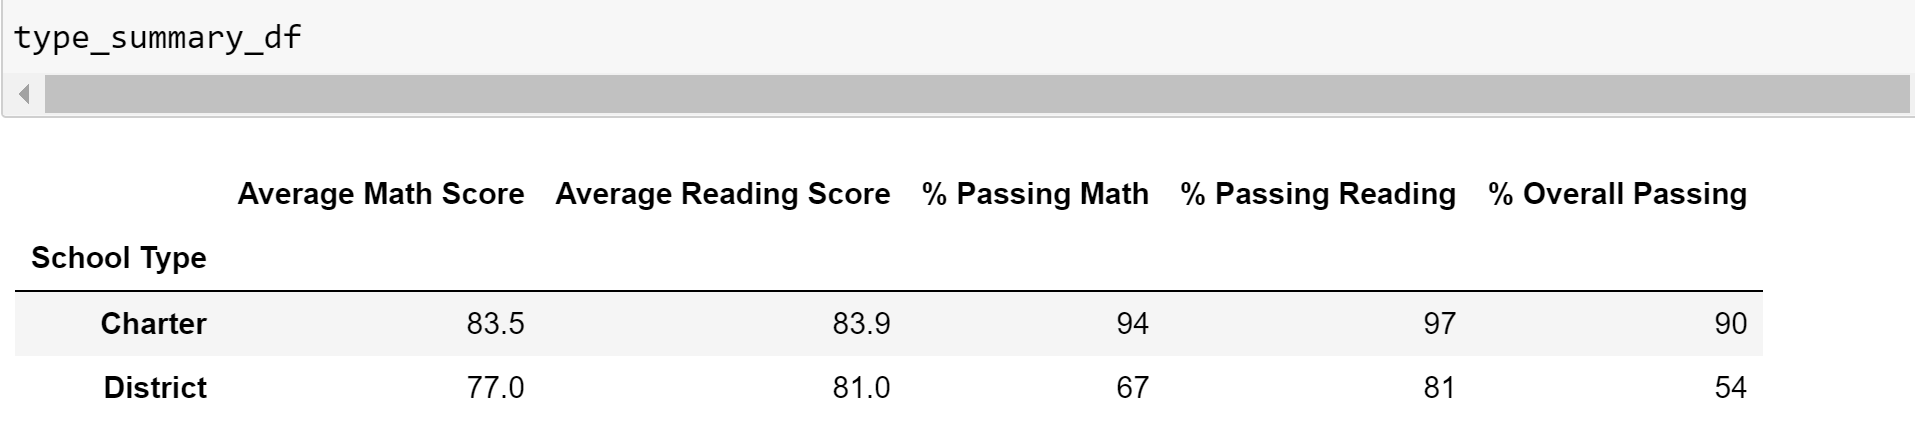 type_summary_df
Average Math Score Average Reading Score % Passing Math % Passing Reading % Overall Passing
School Type
Charter 83.5 83.9 94 97 90
District 77.0 81.0 67 81 54